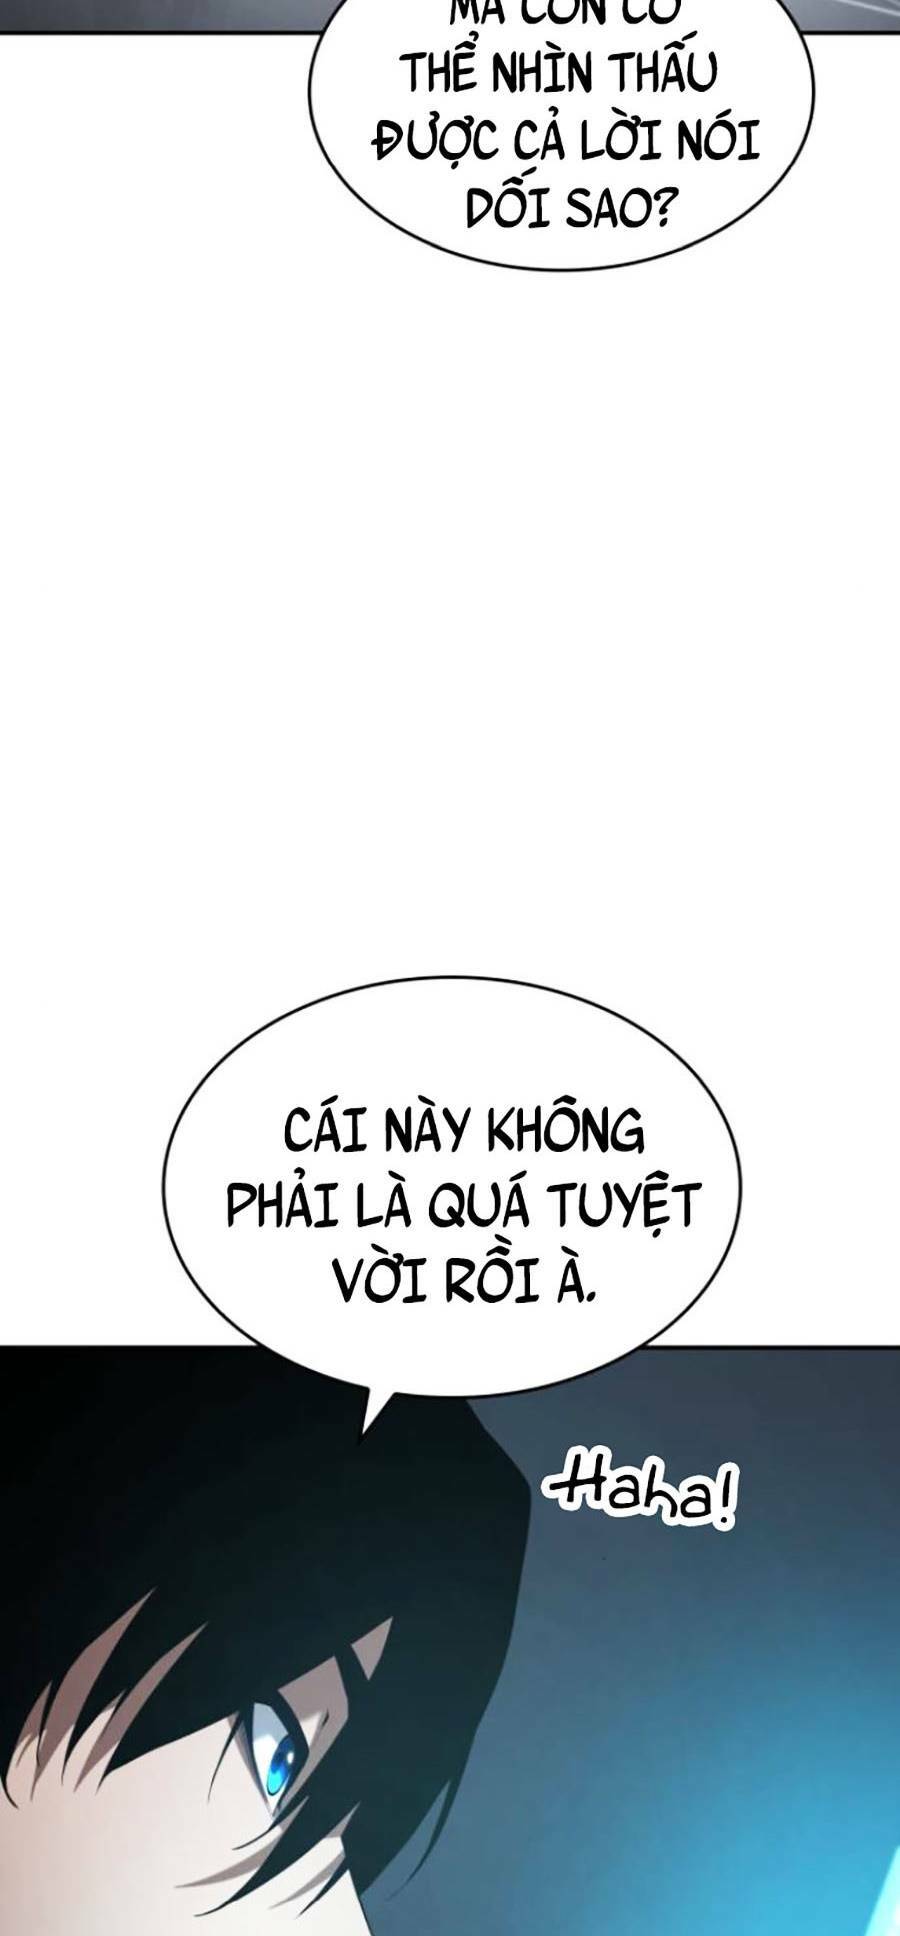 MÀ CÒN CÓ
THỂ NHÌN THẤU
ĐƯỢC CẢ LỜI NÓI
DỐI SAO?
CÁI NÀY KHÔNG
PHẢI LÀ QUÁ TUYỆT
VỜI RỒI À.
Haha!